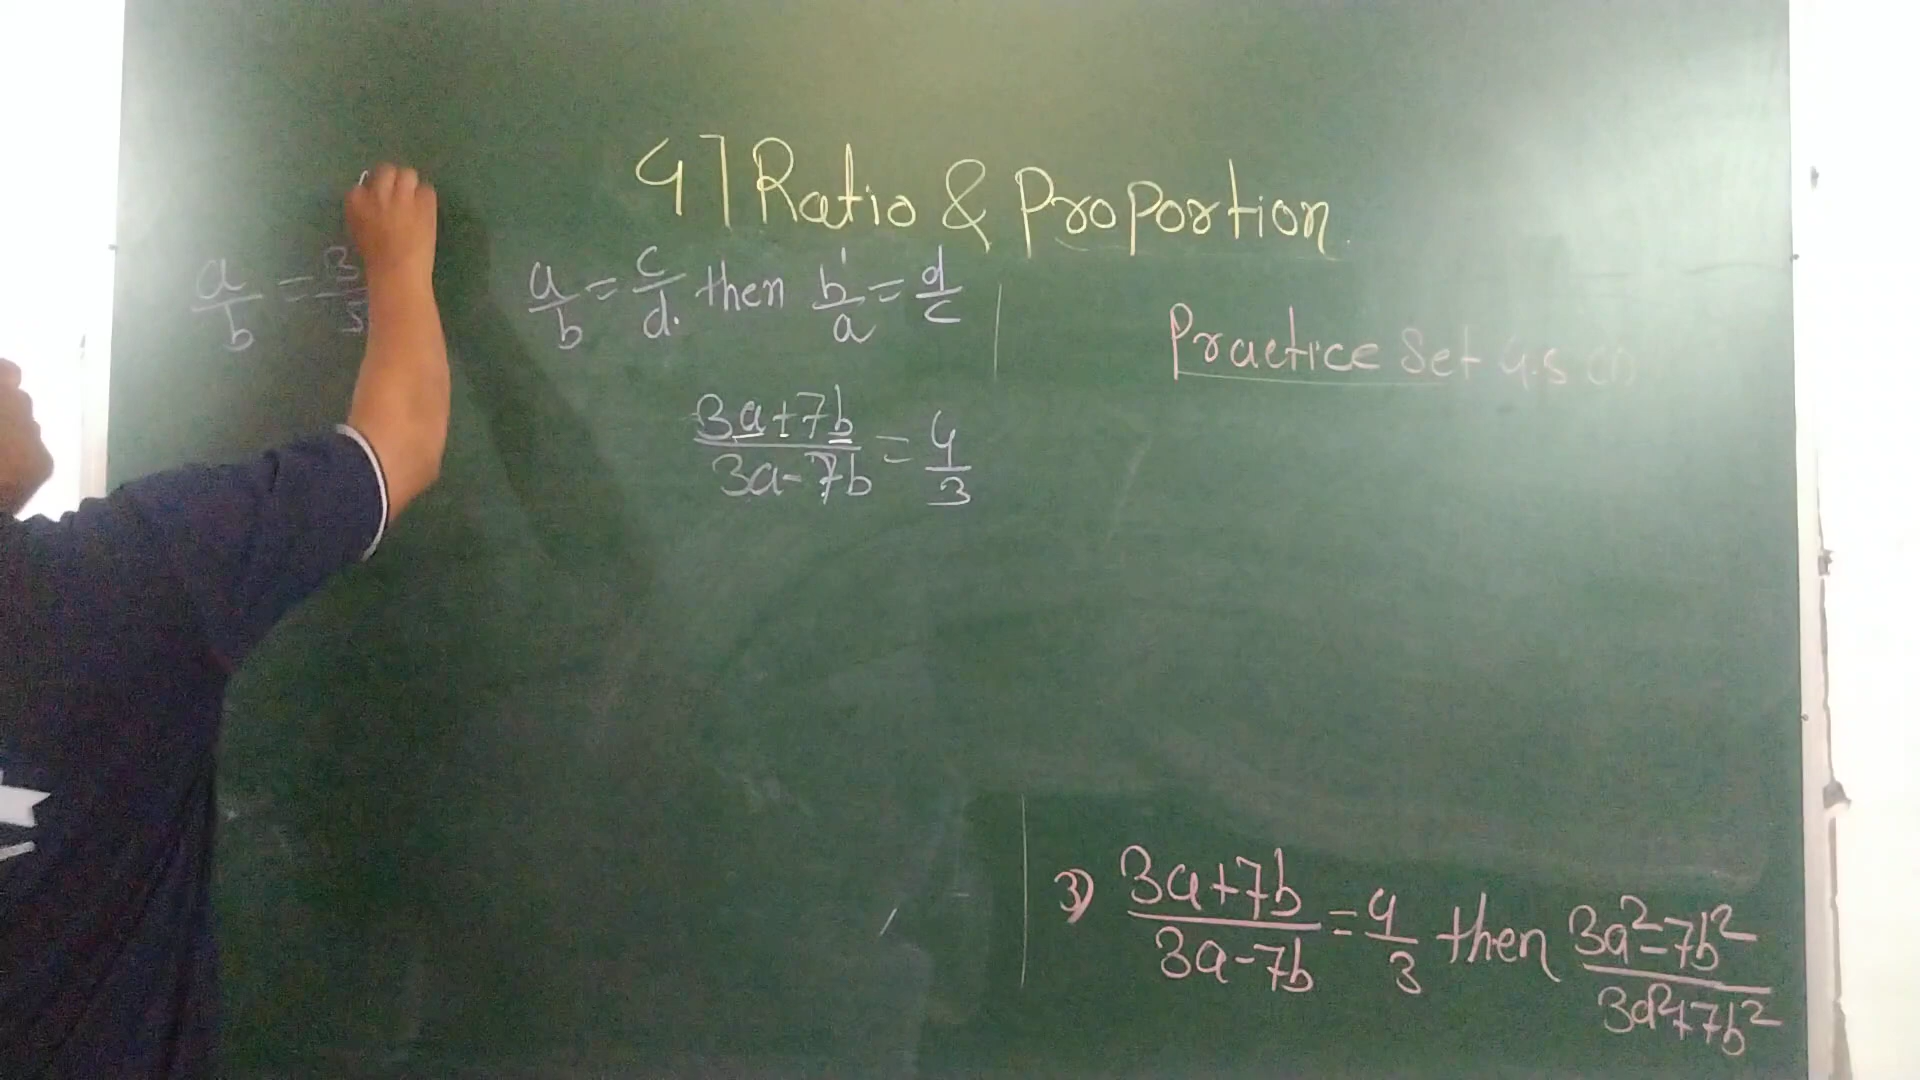 4] Ratio & Proportion
a/b = 3/5
a/b = c/d. then b/a = d/c
Practice Set 4.5 (1)
(3a+7b)/(3a-7b) = 4/3
3) (3a+7b)/(3a-7b) = 4/3 then (3a²-7b²)/(3a²+7b²)